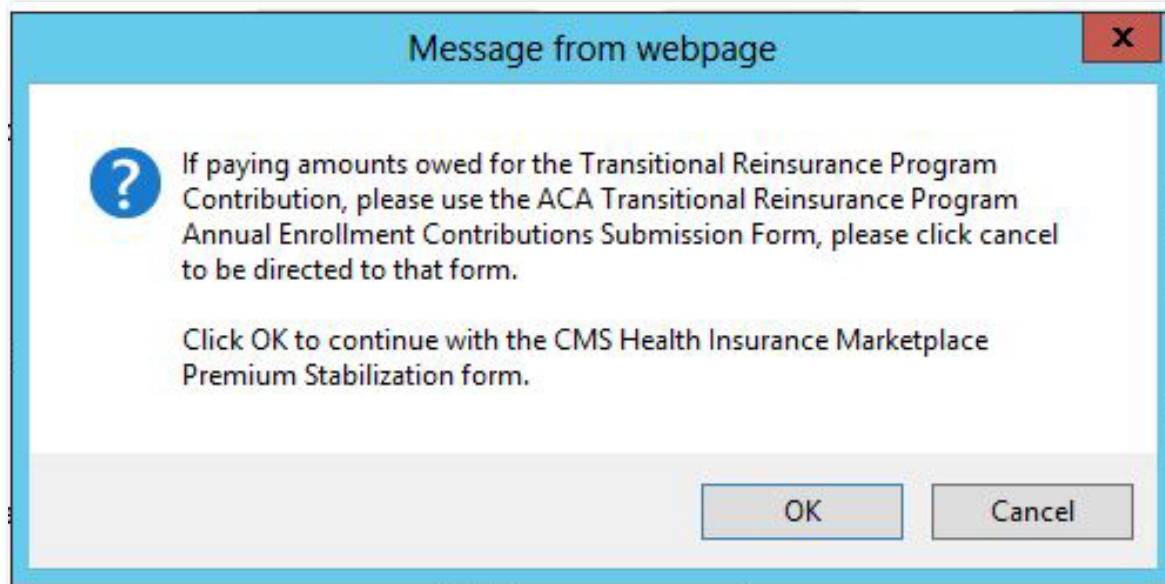 Message from webpage
X
If paying amounts owed for the Transitional Reinsurance Program
Contribution, please use the ACA Transitional Reinsurance Program
Annual Enrollment Contributions Submission Form, please click cancel
to be directed to that form.
Click OK to continue with the CMS Health Insurance Marketplace
Premium Stabilization form.
OK
Cancel